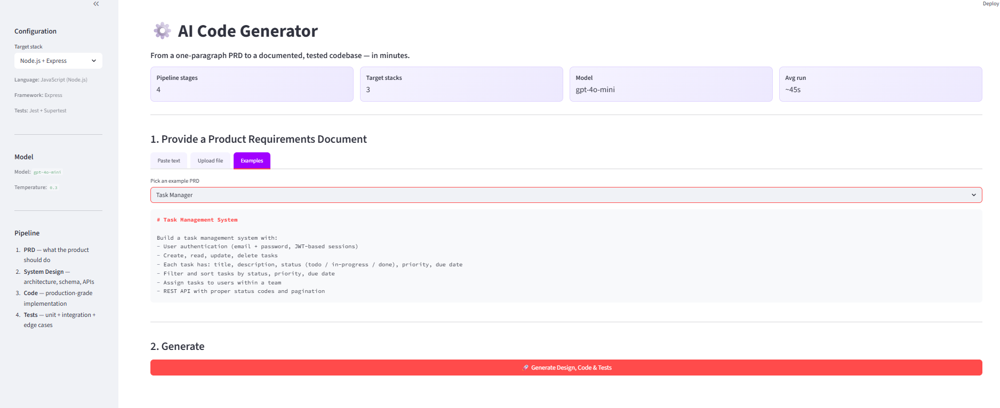 Deploy
Configuration
Target stack
Node.js + Express
Language: JavaScript (Node.js)
Framework: Express
Tests: Jest + Supertest
Model
Model: gpt-4o-mini
Temperature: 0.3
Pipeline
1. PRD — what the product
should do
2. System Design —
architecture, schema, APIs
3. Code — production-grade
implementation
4. Tests — unit + integration +
edge cases
AI Code Generator
From a one-paragraph PRD to a documented, tested codebase — in minutes.
Pipeline stages
4
Target stacks
3
Model
gpt-4o-mini
Avg run
~45s
1. Provide a Product Requirements Document
Paste text
Upload file
Examples
Pick an example PRD
Task Manager
# Task Management System
Build a task management system with:
- User authentication (email + password, JWT-based sessions)
- Create, read, update, delete tasks
- Each task has: title, description, status (todo / in-progress / done), priority, due date
- Filter and sort tasks by status, priority, due date
- Assign tasks to users within a team
- REST API with proper status codes and pagination
2. Generate
🚀 Generate Design, Code & Tests